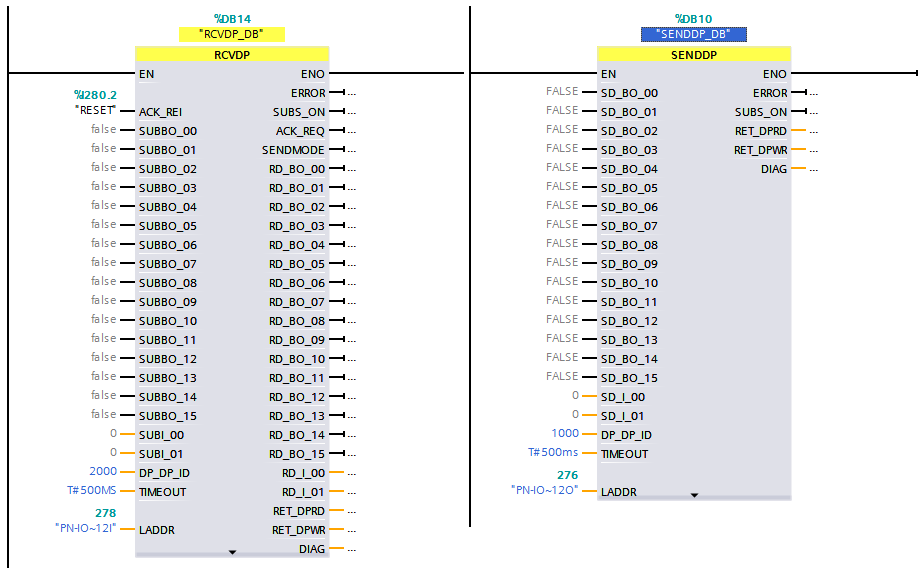 %DB14
"RCVDP_DB"
RCVDP
EN ENO
ERROR ...
%I280.2
"RESET" ACK_REI SUBS_ON ...
false SUBBO_00 ACK_REQ ...
false SUBBO_01 SENDMODE ...
false SUBBO_02 RD_BO_00 ...
false SUBBO_03 RD_BO_01 ...
false SUBBO_04 RD_BO_02 ...
false SUBBO_05 RD_BO_03 ...
false SUBBO_06 RD_BO_04 ...
false SUBBO_07 RD_BO_05 ...
false SUBBO_08 RD_BO_06 ...
false SUBBO_09 RD_BO_07 ...
false SUBBO_10 RD_BO_08 ...
false SUBBO_11 RD_BO_09 ...
false SUBBO_12 RD_BO_10 ...
false SUBBO_13 RD_BO_11 ...
false SUBBO_14 RD_BO_12 ...
false SUBBO_15 RD_BO_13 ...
0 SUBI_00 RD_BO_14 ...
0 SUBI_01 RD_BO_15 ...
2000 DP_DP_ID RD_I_00 ...
T#500MS TIMEOUT RD_I_01 ...
278 RET_DPRD ...
"PN-IO~12I" LADDR RET_DPWR ...
DIAG ...
%DB10
"SENDDP_DB"
SENDDP
EN ENO
FALSE SD_BO_00 ERROR ...
FALSE SD_BO_01 SUBS_ON ...
FALSE SD_BO_02 RET_DPRD ...
FALSE SD_BO_03 RET_DPWR ...
FALSE SD_BO_04 DIAG ...
FALSE SD_BO_05
FALSE SD_BO_06
FALSE SD_BO_07
FALSE SD_BO_08
FALSE SD_BO_09
FALSE SD_BO_10
FALSE SD_BO_11
FALSE SD_BO_12
FALSE SD_BO_13
FALSE SD_BO_14
FALSE SD_BO_15
0 SD_I_00
0 SD_I_01
1000 DP_DP_ID
T#500ms TIMEOUT
276
"PN-IO~12O" LADDR